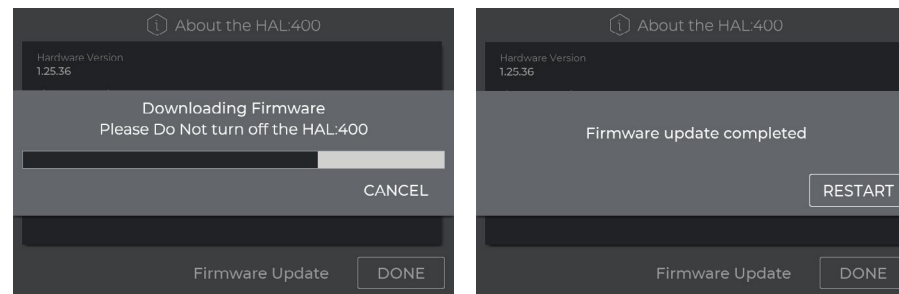 About the HAL:400
Hardware Version
1.25.36
Downloading Firmware
Please Do Not turn off the HAL:400
CANCEL
Firmware Update
DONE
About the HAL:400
Hardware Version
1.25.36
Firmware update completed
RESTART
Firmware Update
DONE